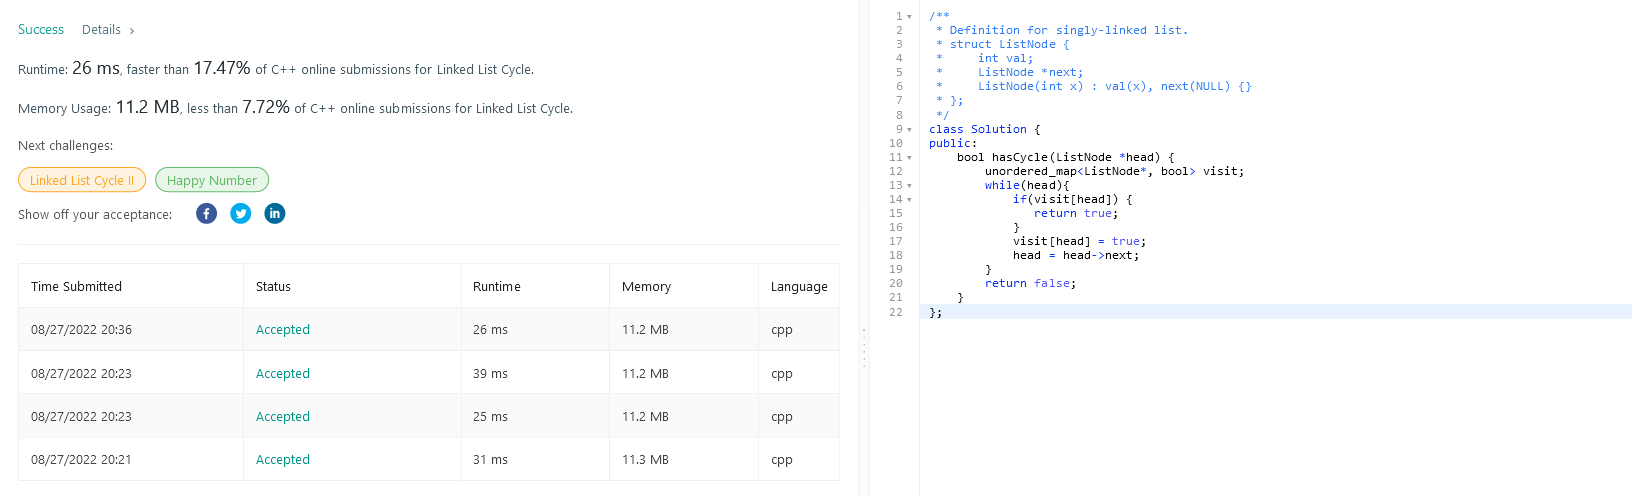 Success Details >
Runtime: 26 ms, faster than 17.47% of C++ online submissions for Linked List Cycle.
Memory Usage: 11.2 MB, less than 7.72% of C++ online submissions for Linked List Cycle.
Next challenges:
Linked List Cycle II Happy Number
Show off your acceptance:
Time Submitted Status Runtime Memory Language
08/27/2022 20:36 Accepted 26 ms 11.2 MB cpp
08/27/2022 20:23 Accepted 39 ms 11.2 MB cpp
08/27/2022 20:23 Accepted 25 ms 11.2 MB cpp
08/27/2022 20:21 Accepted 31 ms 11.3 MB cpp
1 /**
2 * Definition for singly-linked list.
3 * struct ListNode {
4 *     int val;
5 *     ListNode *next;
6 *     ListNode(int x) : val(x), next(NULL) {}
7 * };
8 */
9 class Solution {
10 public:
11     bool hasCycle(ListNode *head) {
12         unordered_map<ListNode*, bool> visit;
13         while(head){
14             if(visit[head]) {
15                return true;
16             }
17             visit[head] = true;
18             head = head->next;
19         }
20         return false;
21     }
22 };